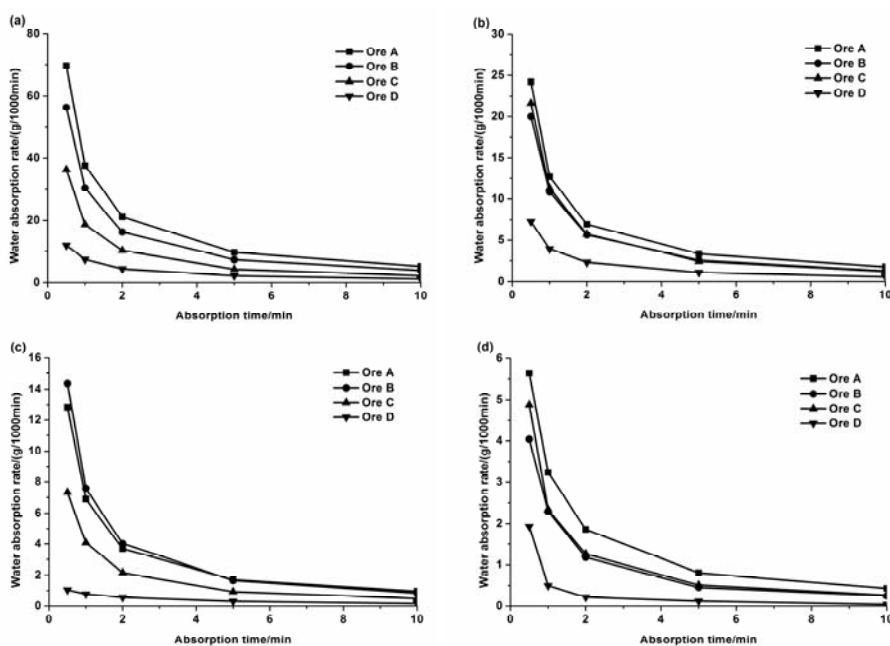 (a)
Water absorption rate/(g/1000min)
80
60
40
20
0
Ore A
Ore B
Ore C
Ore D
0
2
4
6
8
10
Absorption time/min
(b)
Water absorption rate/(g/1000min)
30
25
20
15
10
5
0
Ore A
Ore B
Ore C
Ore D
0
2
4
6
8
10
Absorption time/min
(c)
Water absorption rate/(g/1000min)
16
14
12
10
8
6
4
2
0
Ore A
Ore B
Ore C
Ore D
0
2
4
6
8
10
Absorption time/min
(d)
Water absorption rate/(g/1000min)
6
5
4
3
2
1
0
Ore A
Ore B
Ore C
Ore D
0
2
4
6
8
10
Absorption time/min